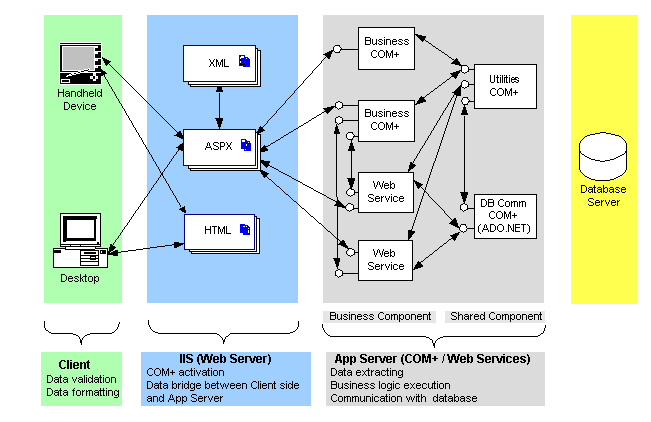 Handheld
Device
Desktop
XML
ASPX
HTML
Business
COM+
Business
COM+
Web
Service
Web
Service
Utilities
COM+
DB Comm
COM+
(ADO.NET)
Database
Server
Business Component
Shared Component
Client
Data validation
Data formatting
IIS (Web Server)
COM+ activation
Data bridge between Client side
and App Server
App Server (COM+ / Web Services)
Data extracting
Business logic execution
Communication with database